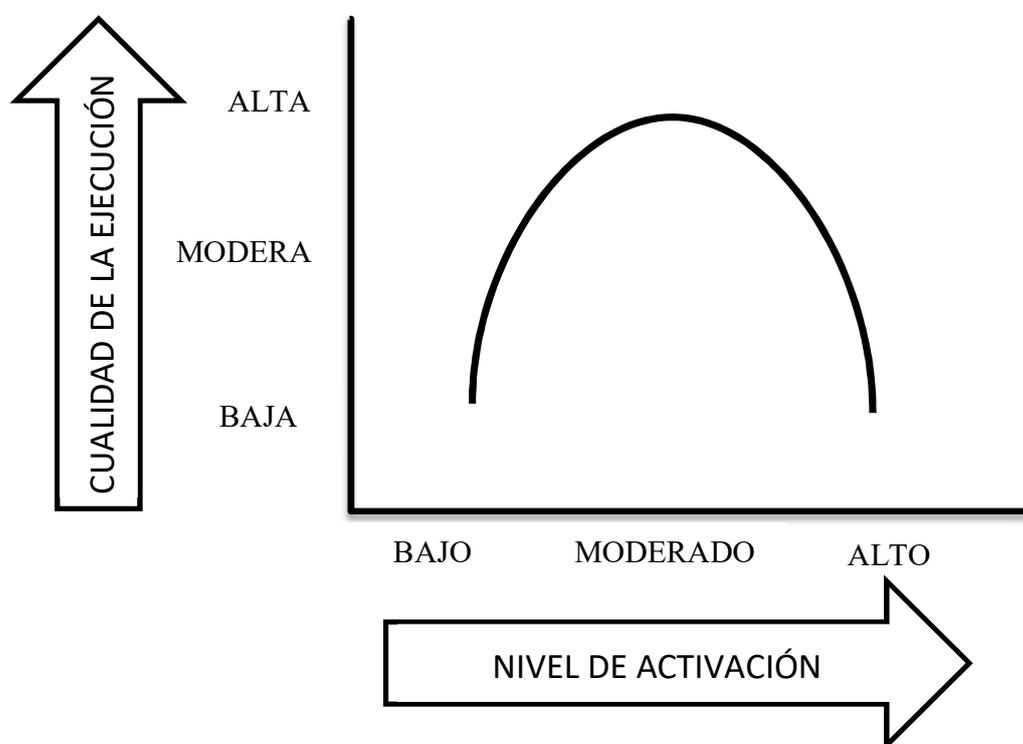 CUALIDAD DE LA EJECUCIÓN
ALTA
MODERA
BAJA
BAJO MODERADO ALTO
NIVEL DE ACTIVACIÓN